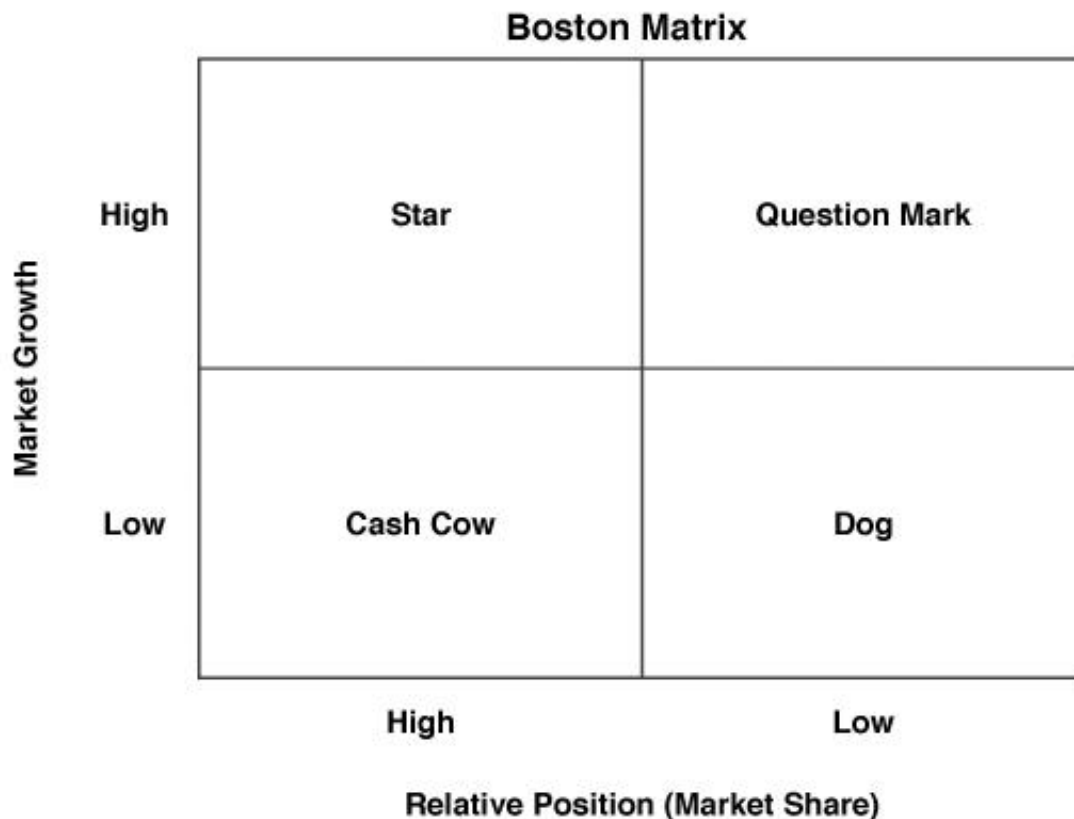 Boston Matrix
High
Star
Question Mark
Market Growth
Low
Cash Cow
Dog
High
Low
Relative Position (Market Share)